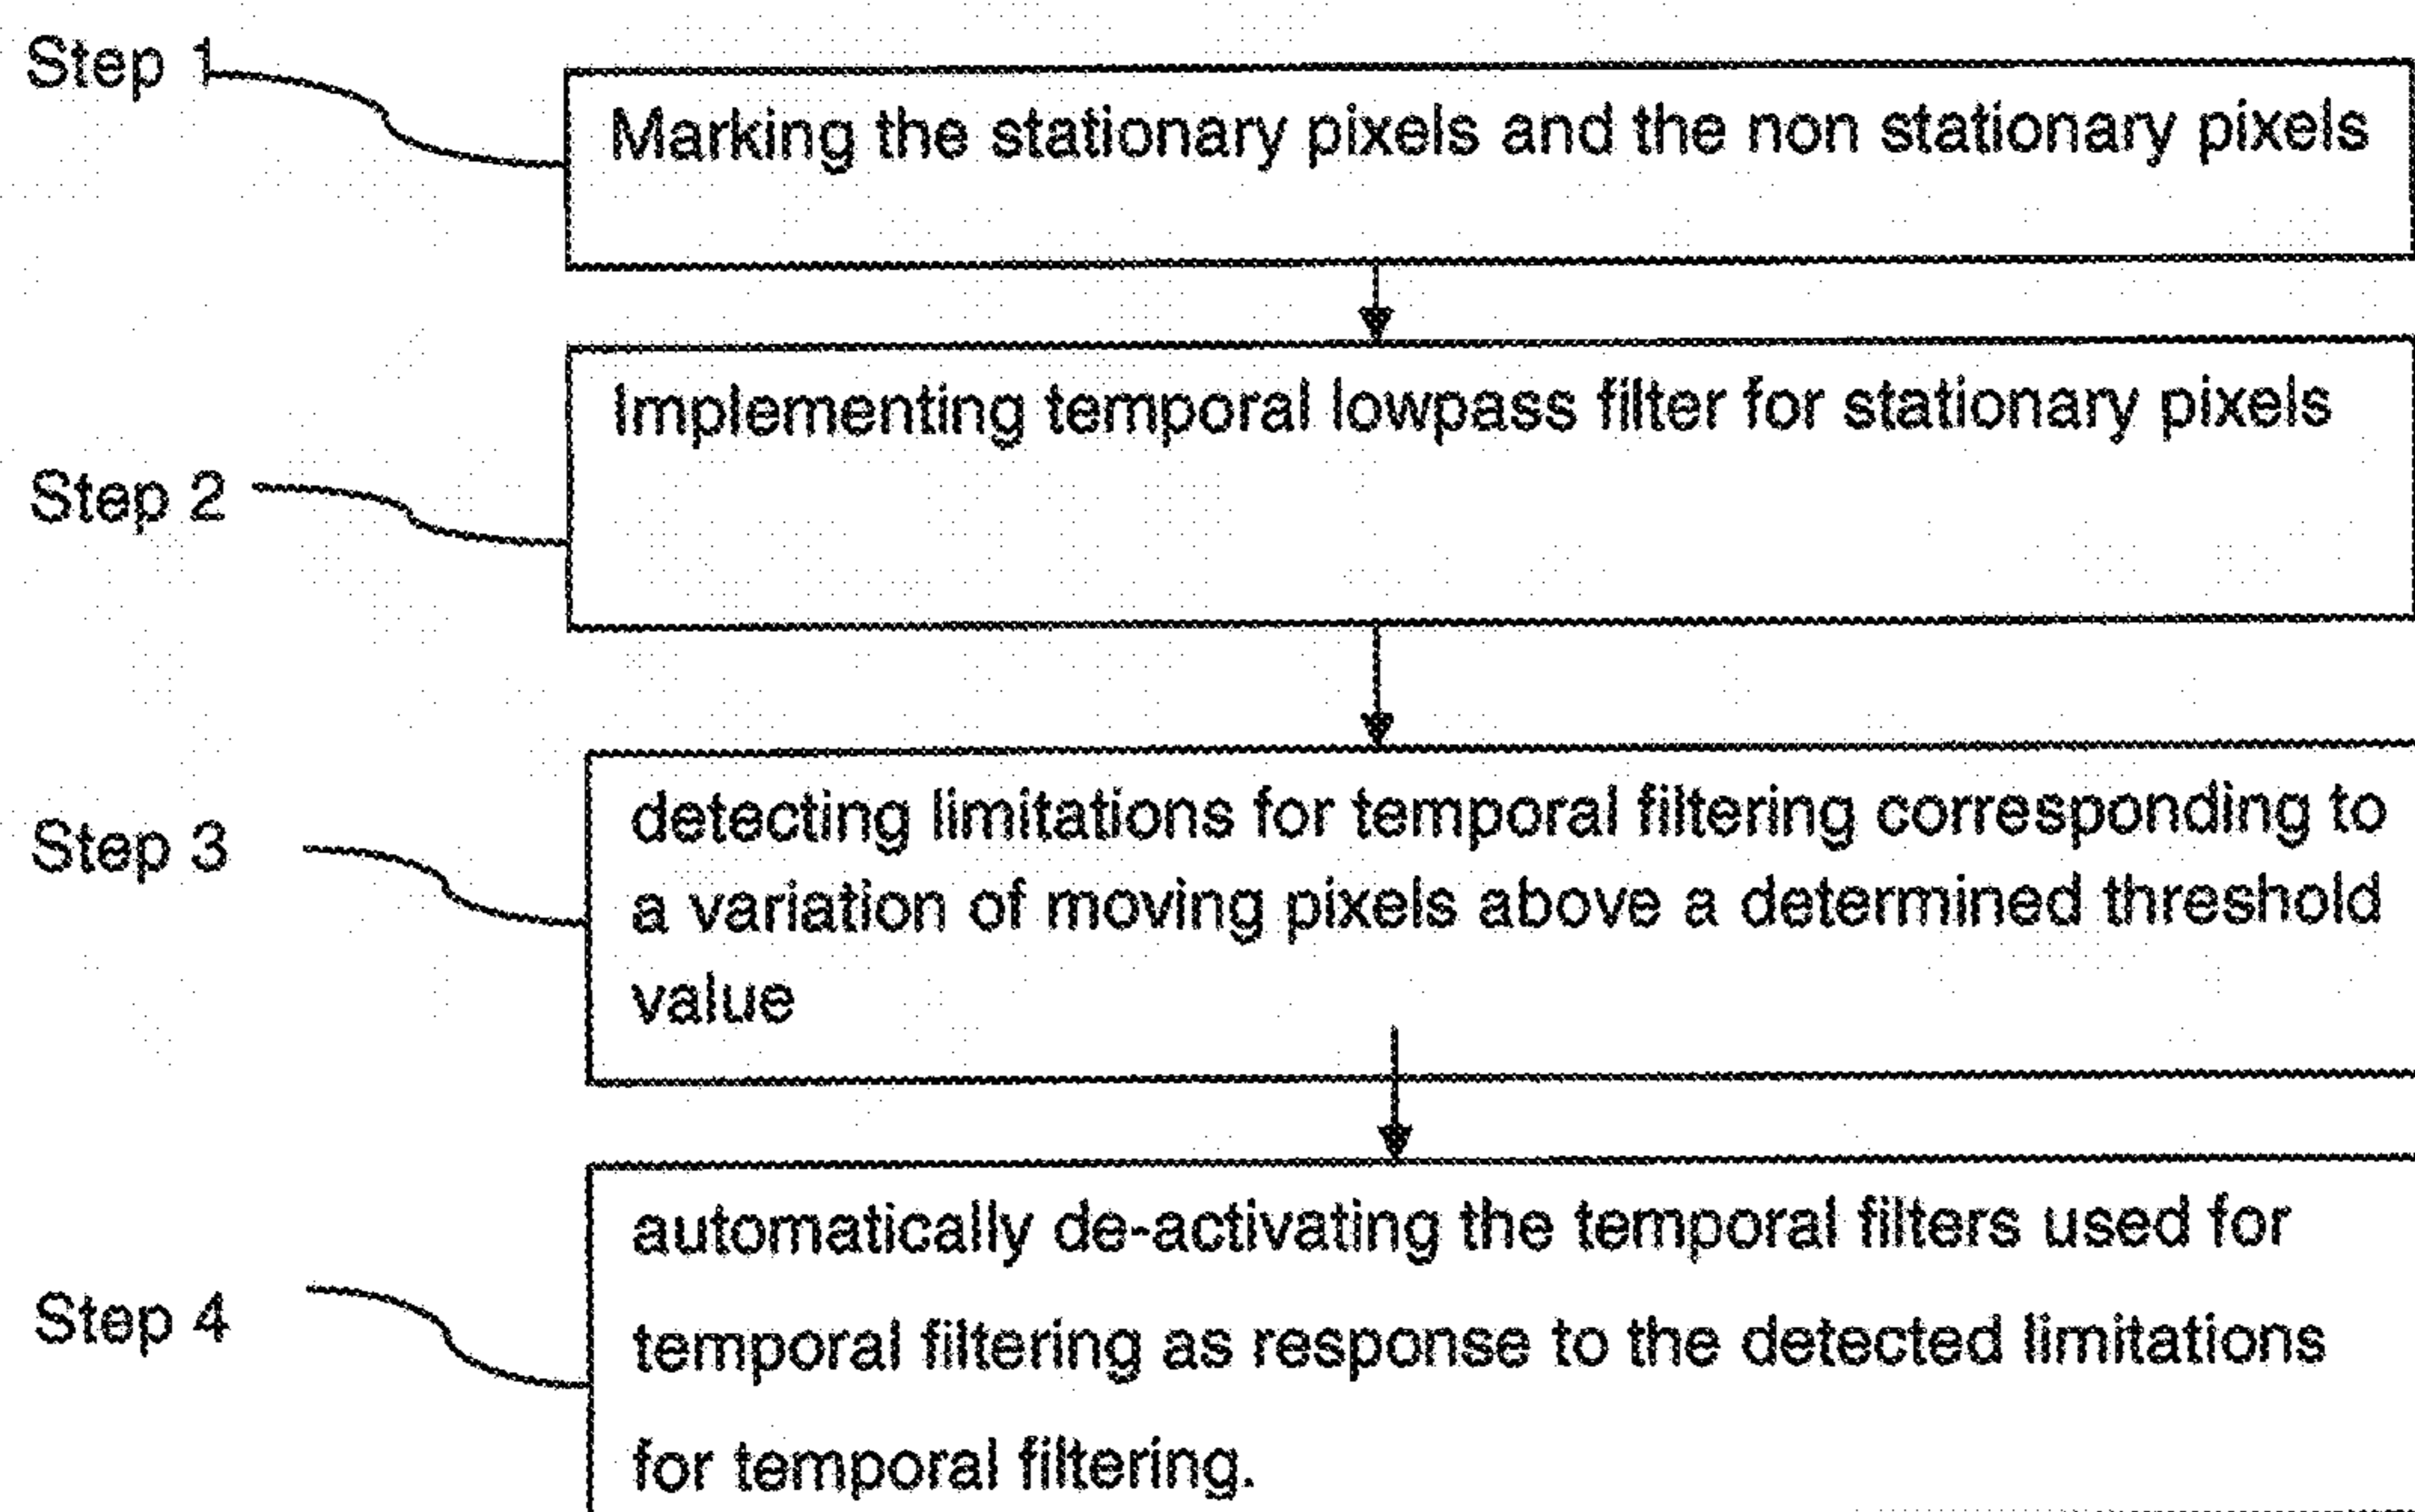 Step 1
Marking the stationary pixels and the non stationary pixels
Implementing temporal lowpass filter for stationary pixels
Step 2
detecting limitations for temporal filtering corresponding to
a variation of moving pixels above a determined threshold
value
Step 3
automatically de-activating the temporal filters used for
temporal filtering as response to the detected limitations
for temporal filtering.
Step 4